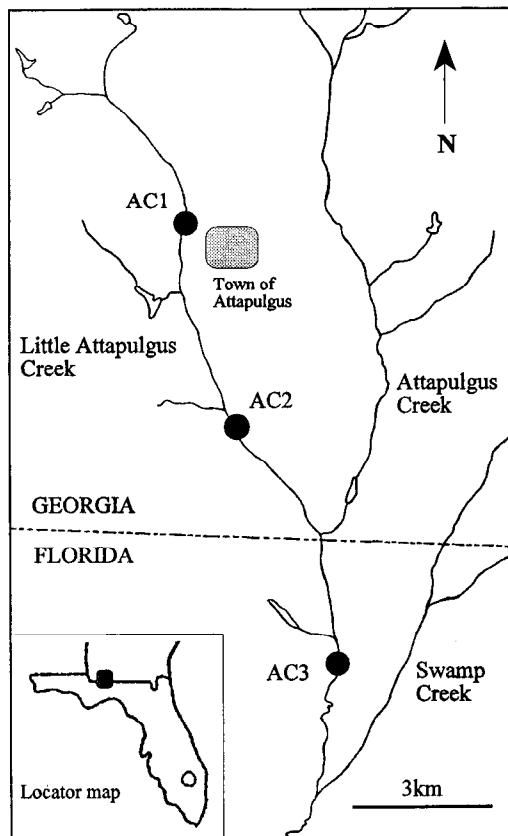 N
AC1
Town of
Attapulgus
Little Attapulgus
Creek
AC2
Attapulgus
Creek
GEORGIA
FLORIDA
AC3
Swamp
Creek
Locator map
3km